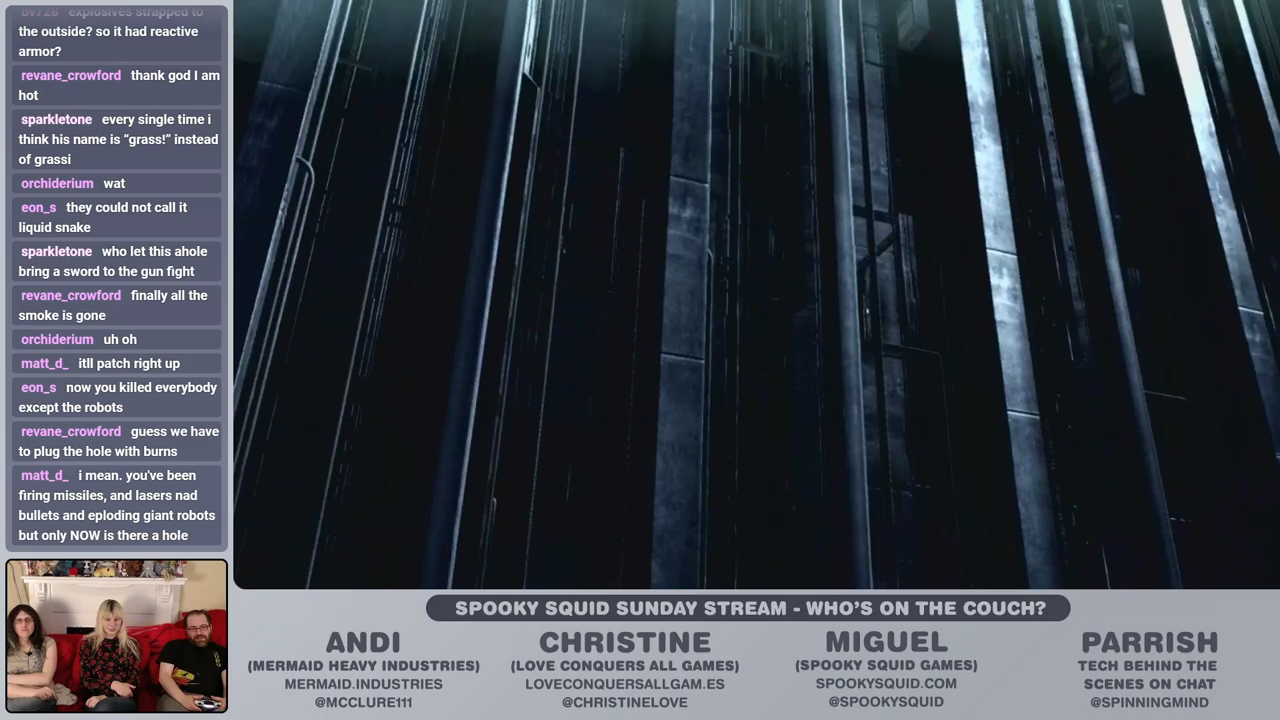 bv728 explosives strapped to
the outside? so it had reactive
armor?
revane_crowford thank god I am
hot
sparkletone every single time i
think his name is “grass!” instead
of grassi
orchiderium wat
eon_s they could not call it
liquid snake
sparkletone who let this ahole
bring a sword to the gun fight
revane_crowford finally all the
smoke is gone
orchiderium uh oh
matt_d_ itll patch right up
eon_s now you killed everybody
except the robots
revane_crowford guess we have
to plug the hole with burns
matt_d_ i mean. you've been
firing missiles, and lasers nad
bullets and eploding giant robots
but only NOW is there a hole
SPOOKY SQUID SUNDAY STREAM - WHO'S ON THE COUCH?
ANDI
(MERMAID HEAVY INDUSTRIES)
MERMAID.INDUSTRIES
@MCCLURE111
CHRISTINE
(LOVE CONQUERS ALL GAMES)
LOVECONQUERSALLGAM.ES
@CHRISTINELOVE
MIGUEL
(SPOOKY SQUID GAMES)
SPOOKYSQUID.COM
@SPOOKYSQUID
PARRISH
TECH BEHIND THE
SCENES ON CHAT
@SPINNINGMIND